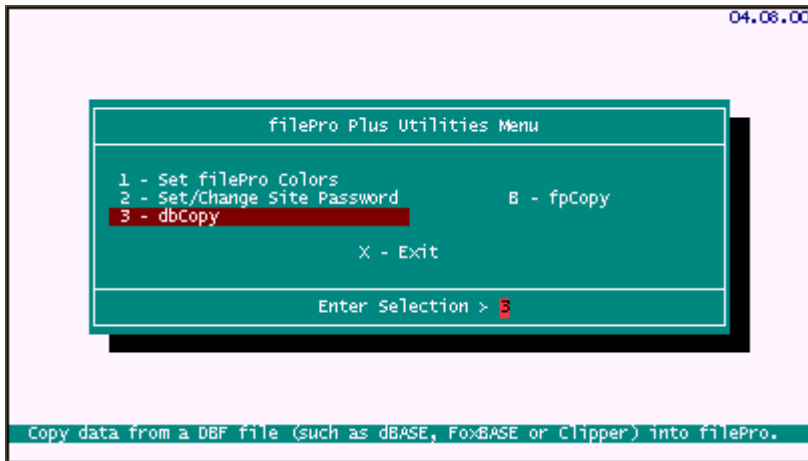 04.08.00
filePro Plus Utilities Menu
1 - Set filePro Colors
2 - Set/Change Site Password B - fpCopy
3 - dbCopy
X - Exit
Enter Selection > 3
Copy data from a DBF file (such as dBASE, FoxBASE or Clipper) into filePro.